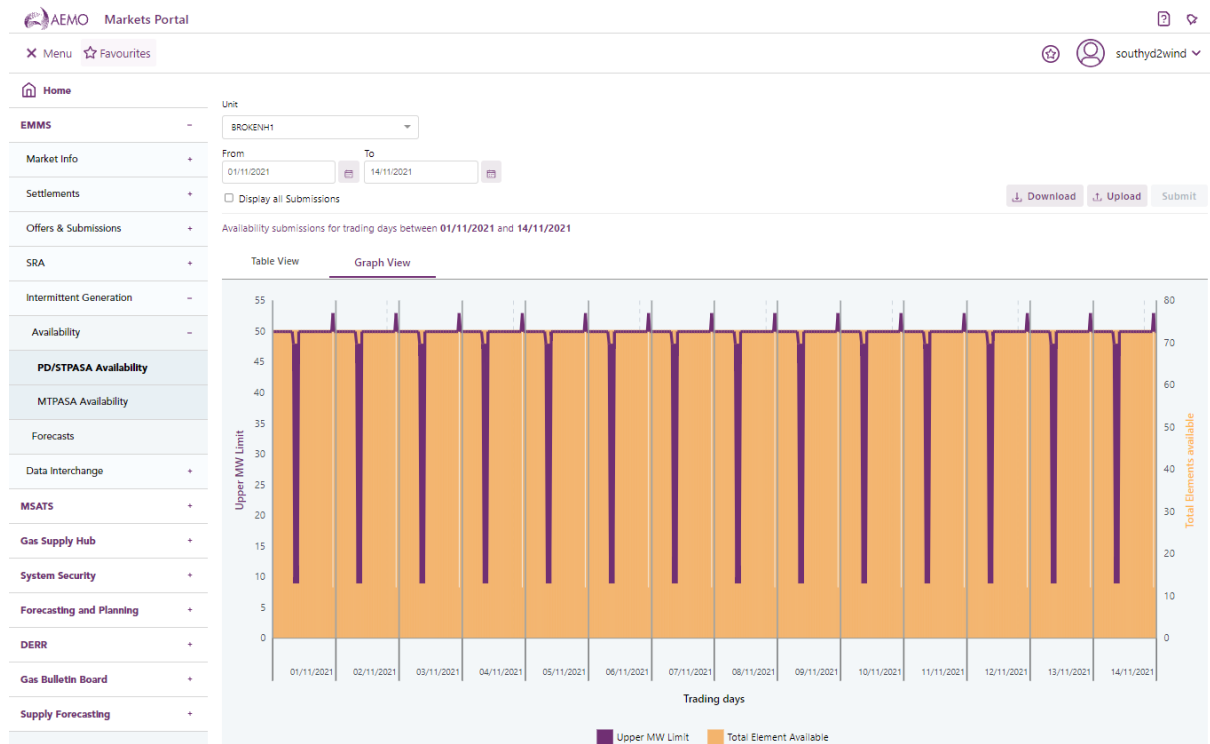 AEMO Markets Portal
Menu Favourites
southyd2wind
Home
EMMS -
Market Info +
Settlements +
Offers & Submissions +
SRA +
Intermittent Generation -
Availability -
PD/STPASA Availability
MTPASA Availability
Forecasts
Data Interchange +
MSATS +
Gas Supply Hub +
System Security +
Forecasting and Planning +
DERR +
Gas Bulletin Board +
Supply Forecasting +
Unit
BROKENH1
From To
01/11/2021 14/11/2021
Display all Submissions
Download Upload Submit
Availability submissions for trading days between 01/11/2021 and 14/11/2021
Table View Graph View
Upper MW Limit
55
50
45
40
35
30
25
20
15
10
5
0
80
70
60
50
40
30
20
10
0
Total Elements available
01/11/2021 02/11/2021 03/11/2021 04/11/2021 05/11/2021 06/11/2021 07/11/2021 08/11/2021 09/11/2021 10/11/2021 11/11/2021 12/11/2021 13/11/2021 14/11/2021
Trading days
Upper MW Limit Total Element Available